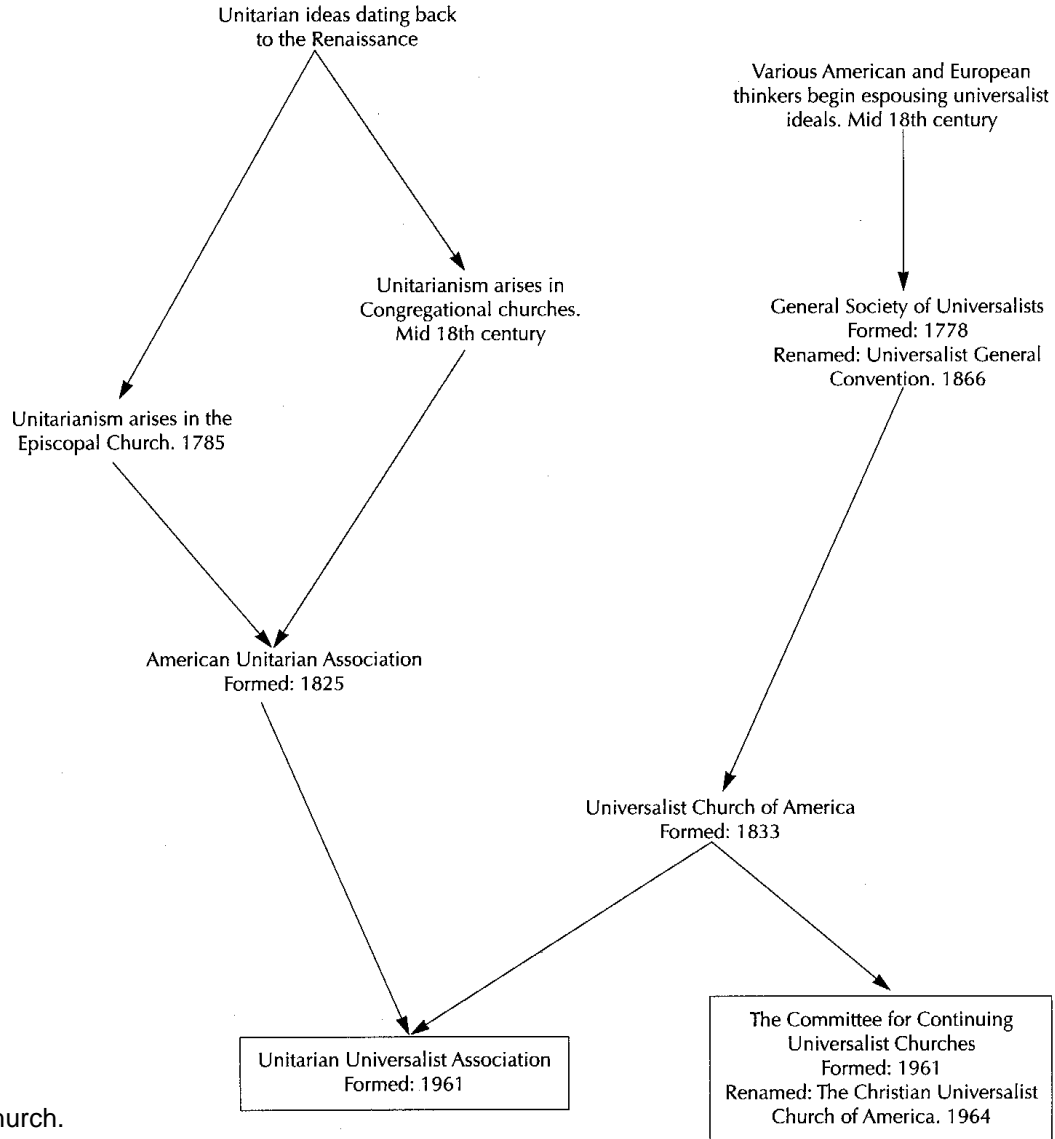 Unitarian ideas dating back
to the Renaissance
Various American and European
thinkers begin espousing universalist
ideals. Mid 18th century
Unitarianism arises in
Congregational churches.
Mid 18th century
General Society of Universalists
Formed: 1778
Renamed: Universalist General
Convention. 1866
Unitarianism arises in the
Episcopal Church. 1785
American Unitarian Association
Formed: 1825
Universalist Church of America
Formed: 1833
Unitarian Universalist Association
Formed: 1961
The Committee for Continuing
Universalist Churches
Formed: 1961
Renamed: The Christian Universalist
Church of America. 1964
hurch.